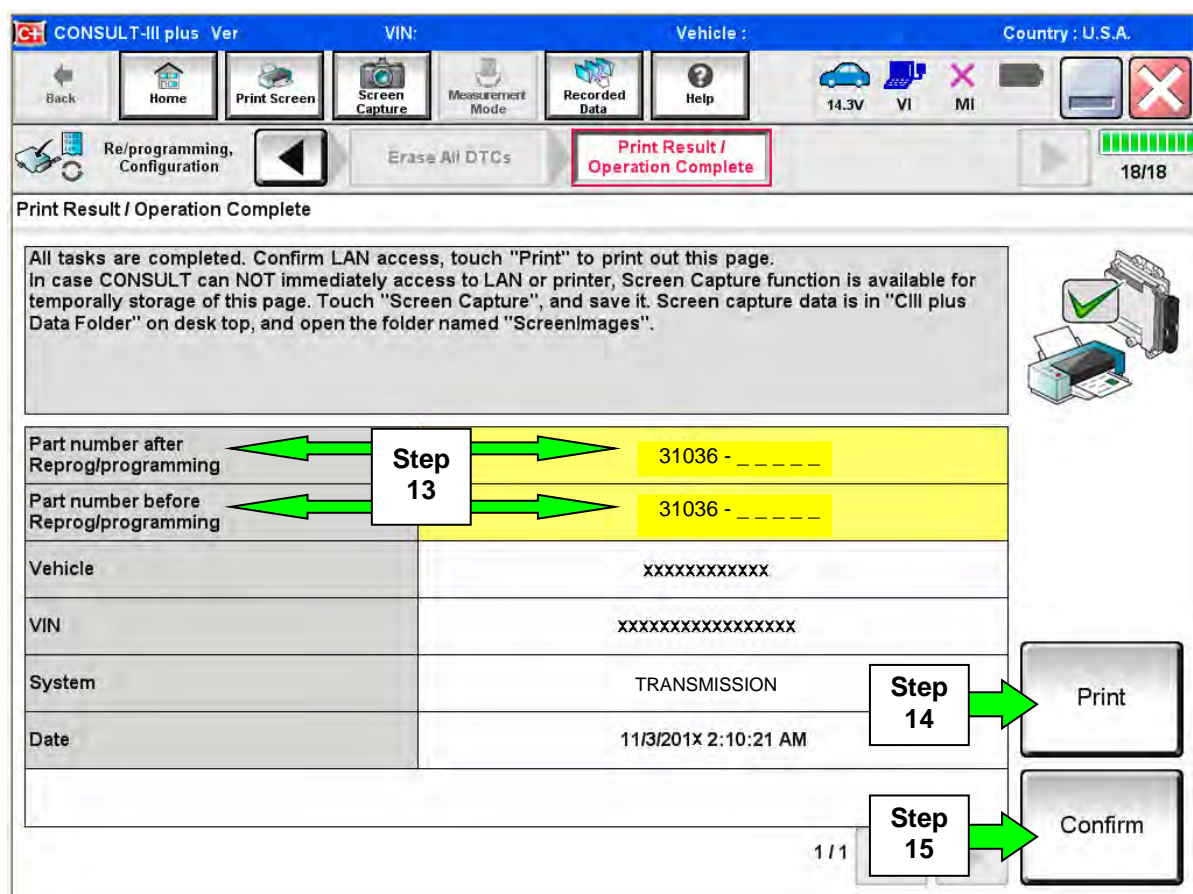 C+ CONSULT-III plus Ver VIN: Vehicle : Country : U.S.A.
Back Home Print Screen Screen Capture Measurement Mode Recorded Data Help 14.3V VI MI
Re/programming, Configuration Erase All DTCs Print Result / Operation Complete 18/18
Print Result / Operation Complete
All tasks are completed. Confirm LAN access, touch "Print" to print out this page.
In case CONSULT can NOT immediately access to LAN or printer, Screen Capture function is available for
temporally storage of this page. Touch "Screen Capture", and save it. Screen capture data is in "CIII plus
Data Folder" on desk top, and open the folder named "ScreenImages".
Part number after
Reprog/programming
31036 - _ _ _ _ _
Step
13
Part number before
Reprog/programming
31036 - _ _ _ _ _
Vehicle xxxxxxxxxxxx
VIN xxxxxxxxxxxxxxxxx
System TRANSMISSION
Step
14
Print
Date 11/3/201X 2:10:21 AM
Step
15
Confirm
1/1